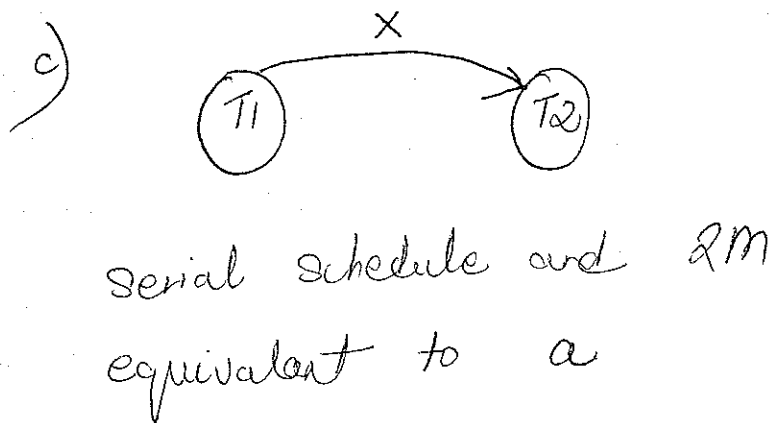 X
c)
T1 T2
serial schedule and 2M
equivalent to a